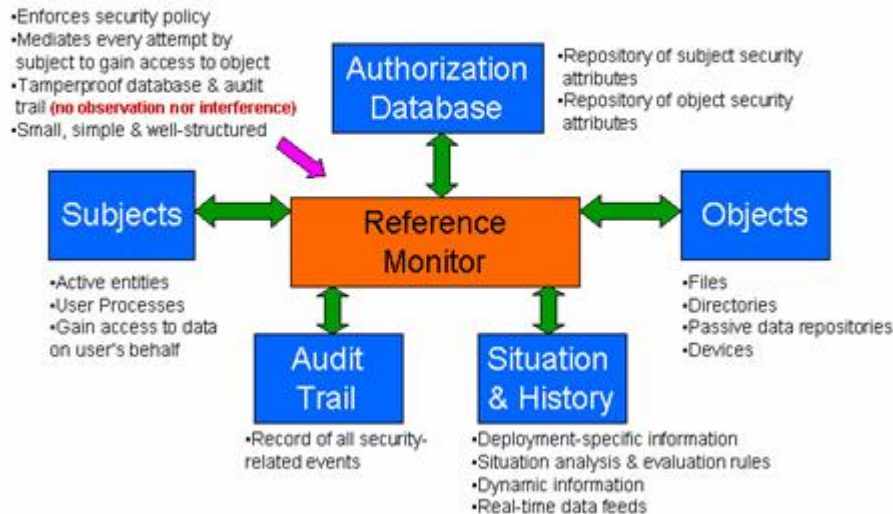 •Enforces security policy
•Mediates every attempt by
subject to gain access to object
•Tamperproof database & audit
trail (no observation nor interference)
•Small, simple & well-structured
Authorization
Database
•Repository of subject security
attributes
•Repository of object security
attributes
Subjects
Reference
Monitor
Objects
•Active entities
•User Processes
•Gain access to data
on user's behalf
•Files
•Directories
•Passive data repositories
•Devices
Audit
Trail
Situation
& History
•Record of all security-
related events
•Deployment-specific information
•Situation analysis & evaluation rules
•Dynamic information
•Real-time data feeds